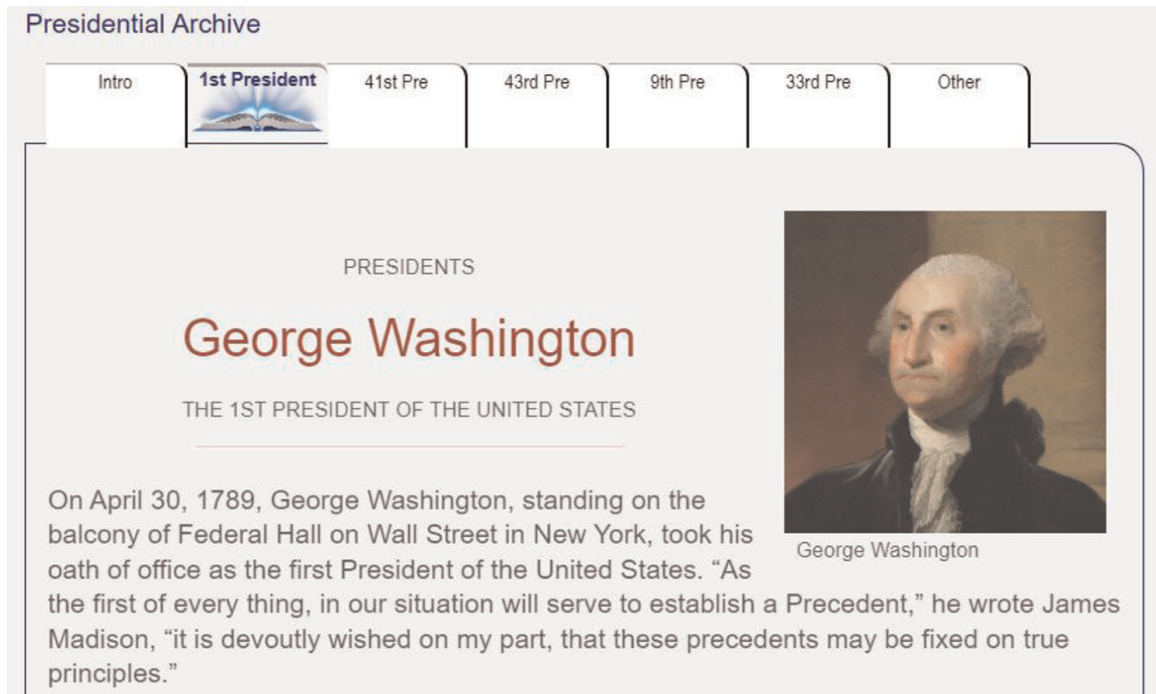 Presidential Archive
Intro
1st President
41st Pre
43rd Pre
9th Pre
33rd Pre
Other
PRESIDENTS
George Washington
THE 1ST PRESIDENT OF THE UNITED STATES
George Washington
On April 30, 1789, George Washington, standing on the
balcony of Federal Hall on Wall Street in New York, took his
oath of office as the first President of the United States. “As
the first of every thing, in our situation will serve to establish a Precedent,” he wrote James
Madison, “it is devoutly wished on my part, that these precedents may be fixed on true
principles.”